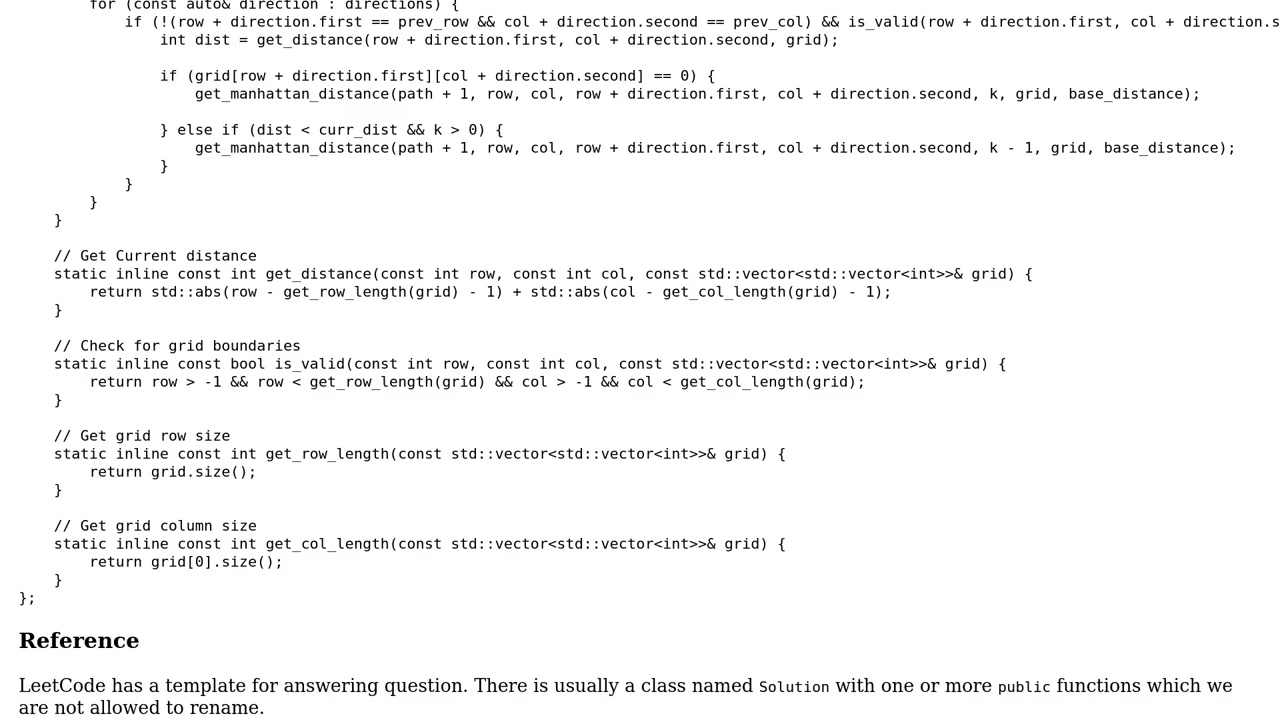 for (const auto& direction : directions) {
if (!(row + direction.first == prev_row && col + direction.second == prev_col) && is_valid(row + direction.first, col + direction.s
int dist = get_distance(row + direction.first, col + direction.second, grid);
if (grid[row + direction.first][col + direction.second] == 0) {
get_manhattan_distance(path + 1, row, col, row + direction.first, col + direction.second, k, grid, base_distance);
} else if (dist < curr_dist && k > 0) {
get_manhattan_distance(path + 1, row, col, row + direction.first, col + direction.second, k - 1, grid, base_distance);
}
}
}
}
// Get Current distance
static inline const int get_distance(const int row, const int col, const std::vector<std::vector<int>>& grid) {
return std::abs(row - get_row_length(grid) - 1) + std::abs(col - get_col_length(grid) - 1);
}
// Check for grid boundaries
static inline const bool is_valid(const int row, const int col, const std::vector<std::vector<int>>& grid) {
return row > -1 && row < get_row_length(grid) && col > -1 && col < get_col_length(grid);
}
// Get grid row size
static inline const int get_row_length(const std::vector<std::vector<int>>& grid) {
return grid.size();
}
// Get grid column size
static inline const int get_col_length(const std::vector<std::vector<int>>& grid) {
return grid[0].size();
}
};
Reference
LeetCode has a template for answering question. There is usually a class named Solution with one or more public functions which we
are not allowed to rename.